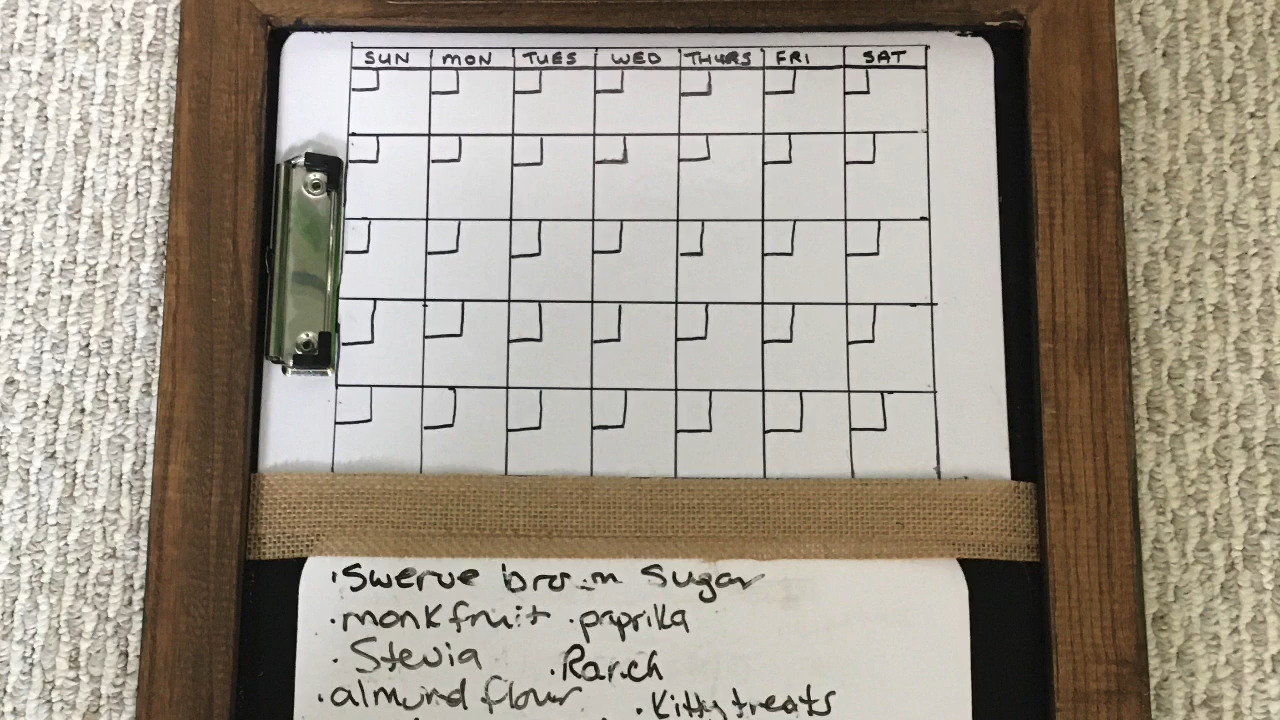 SUN MON TUES WED THURS FRI SAT
·Swerve brown Sugar
·monkfruit ·paprika
·Stevia ·Ranch
·almond flour ·Kitty treats